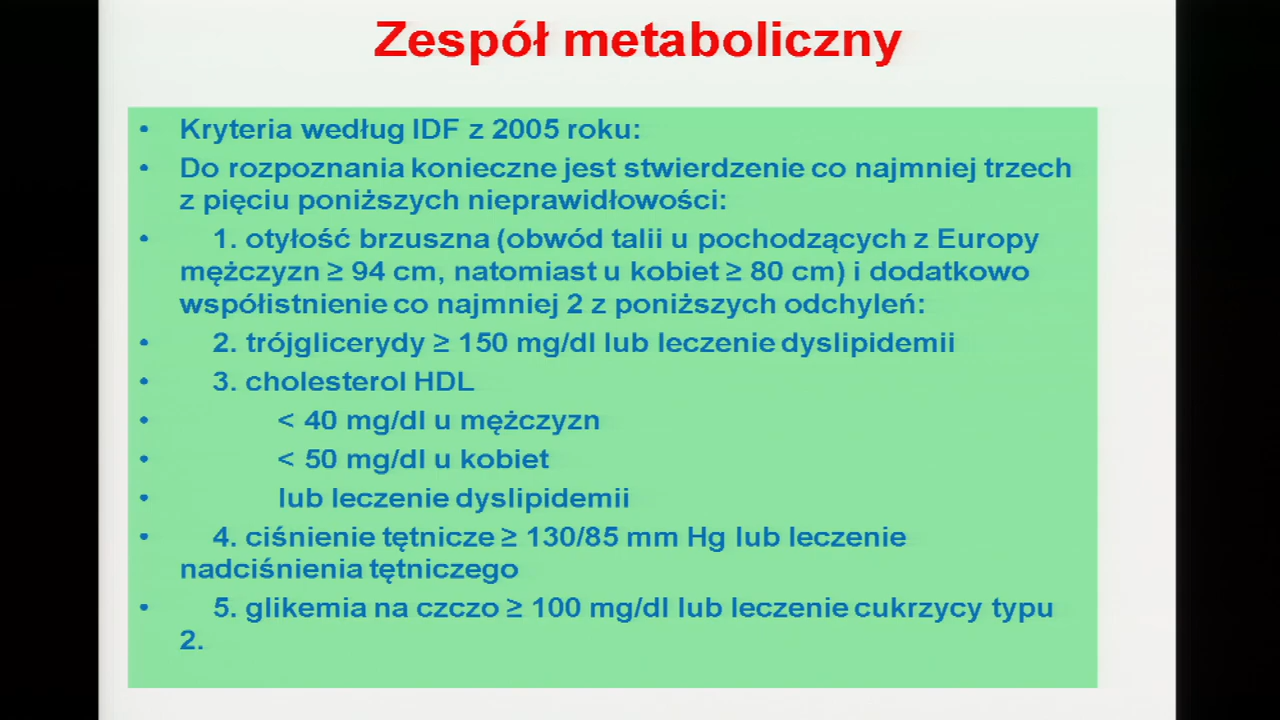 Zespół metaboliczny
• Kryteria według IDF z 2005 roku:
• Do rozpoznania konieczne jest stwierdzenie co najmniej trzech
z pięciu poniższych nieprawidłowości:
• 1. otyłość brzuszna (obwód talii u pochodzących z Europy
mężczyzn ≥ 94 cm, natomiast u kobiet ≥ 80 cm) i dodatkowo
współistnienie co najmniej 2 z poniższych odchyleń:
• 2. trójglicerydy ≥ 150 mg/dl lub leczenie dyslipidemii
• 3. cholesterol HDL
• < 40 mg/dl u mężczyzn
• < 50 mg/dl u kobiet
• lub leczenie dyslipidemii
• 4. ciśnienie tętnicze ≥ 130/85 mm Hg lub leczenie
nadciśnienia tętniczego
• 5. glikemia na czczo ≥ 100 mg/dl lub leczenie cukrzycy typu
2.